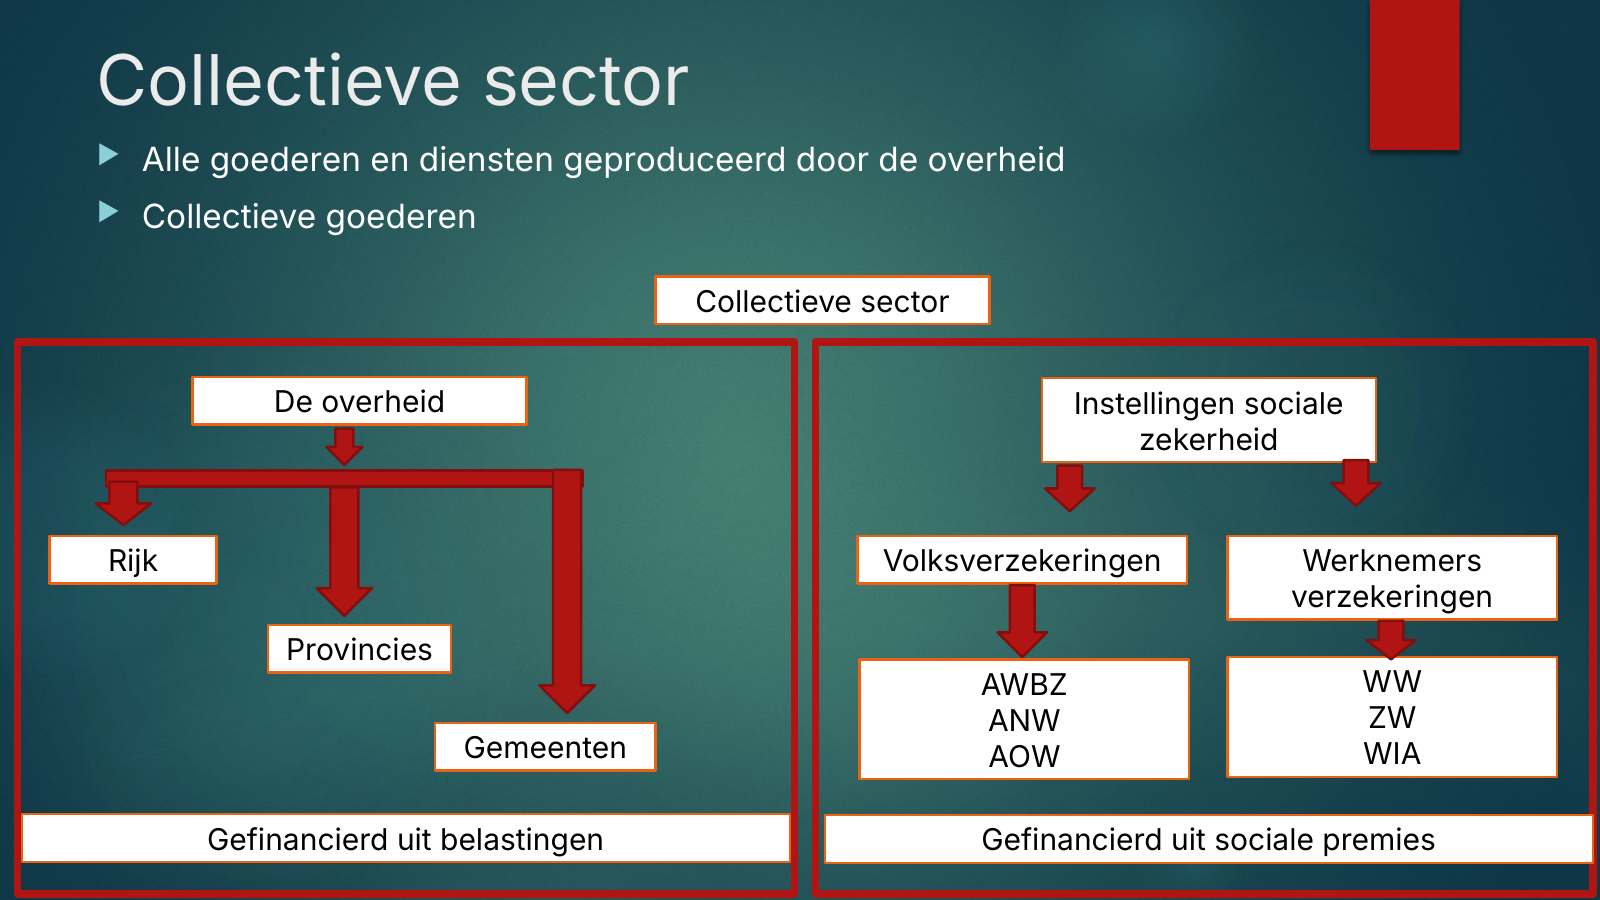 Collectieve sector
Alle goederen en diensten geproduceerd door de overheid
Collectieve goederen
Collectieve sector
De overheid
Rijk
Provincies
Gemeenten
Gefinancierd uit belastingen
Instellingen sociale
zekerheid
Volksverzekeringen
AWBZ
ANW
AOW
Werknemers
verzekeringen
WW
ZW
WIA
Gefinancierd uit sociale premies